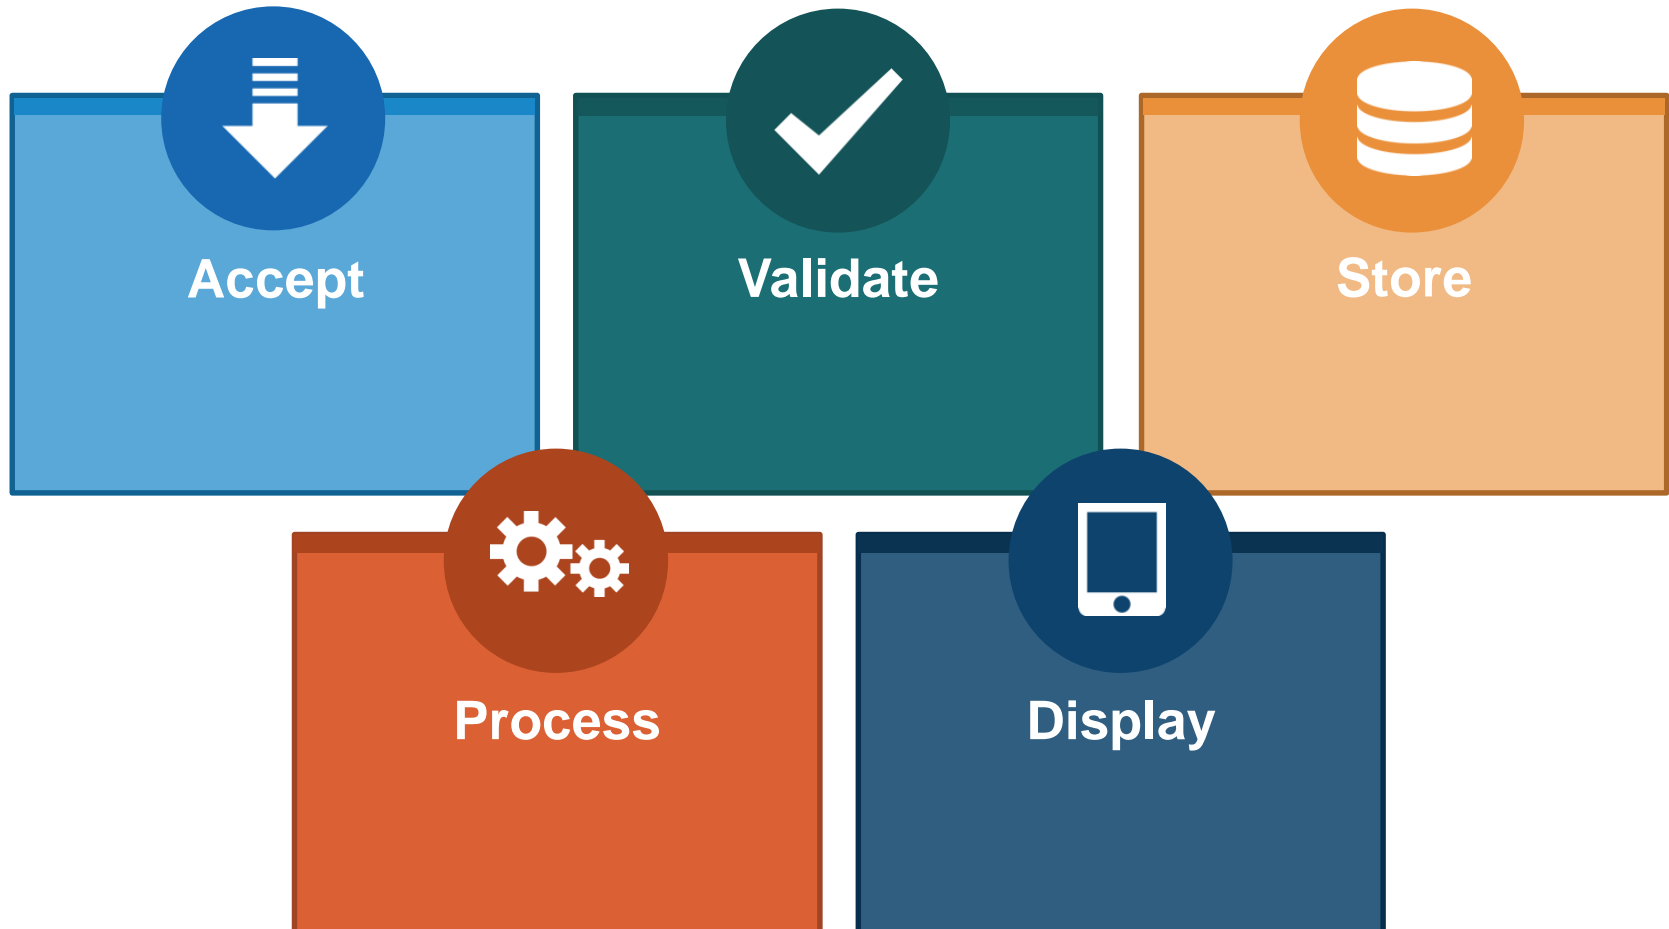 Accept
Validate
Store
Process
Display